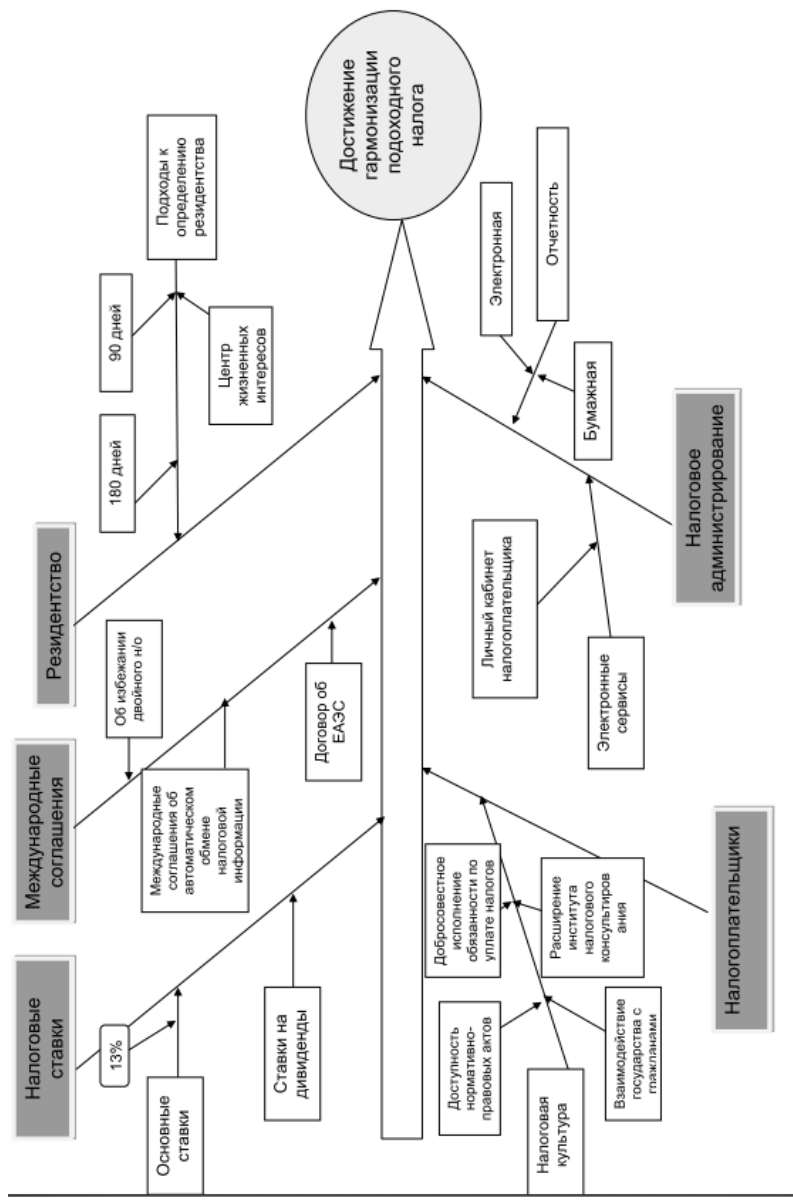 Налоговые
ставки
Международные
соглашения
Резидентство
13%
Основные
ставки
Ставки на
дивиденды
Об избежании
двойного н/о
Международные
соглашения об
автоматическом
обмене
налоговой
информации
Договор об
ЕАЭС
180 дней
90 дней
Центр
жизненных
интересов
Подходы к
определению
резидентства
Достижение
гармонизации
подоходного
налога
Доступность
нормативно-
правовых актов
Добросовестное
исполнение
обязанности по
уплате налогов
Налоговая
культура
Расширение
института
налогового
консультиров
ания
Взаимодействие
государства с
гражданами
Налогоплательщики
Личный кабинет
налогоплательщика
Электронные
сервисы
Электронная
Отчетность
Бумажная
Налоговое
администрирование